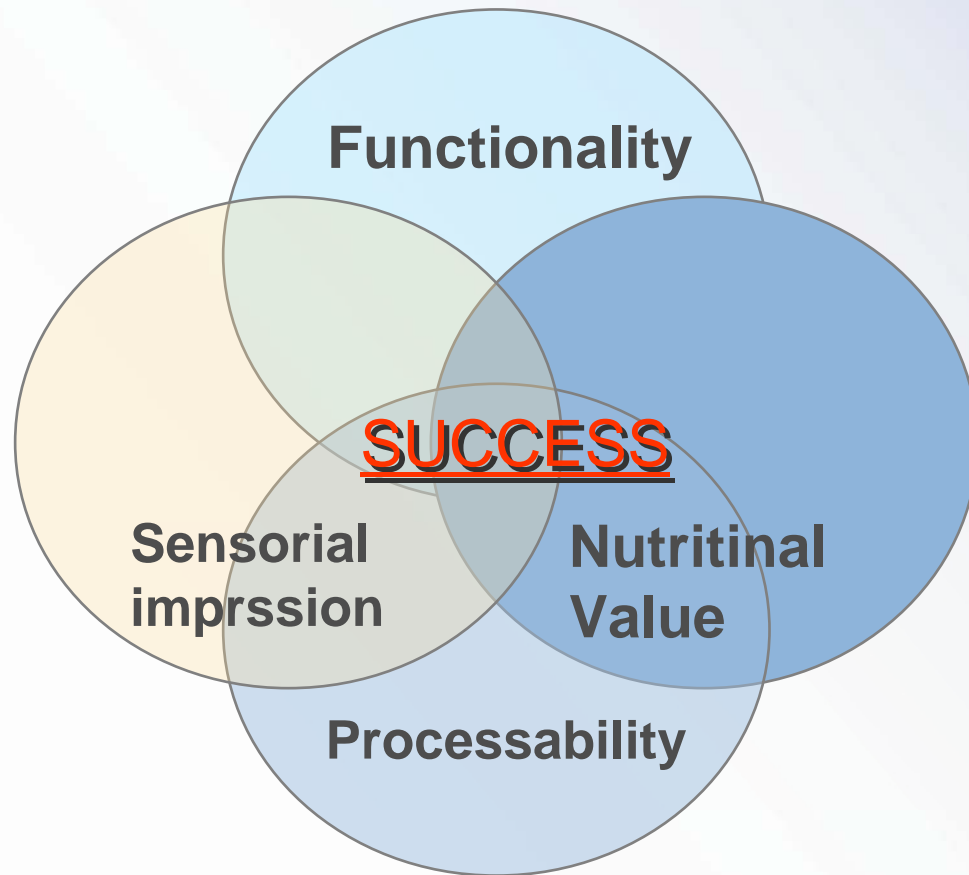 Functionality
SUCCESS
Sensorial
imprssion
Nutritinal
Value
Processability